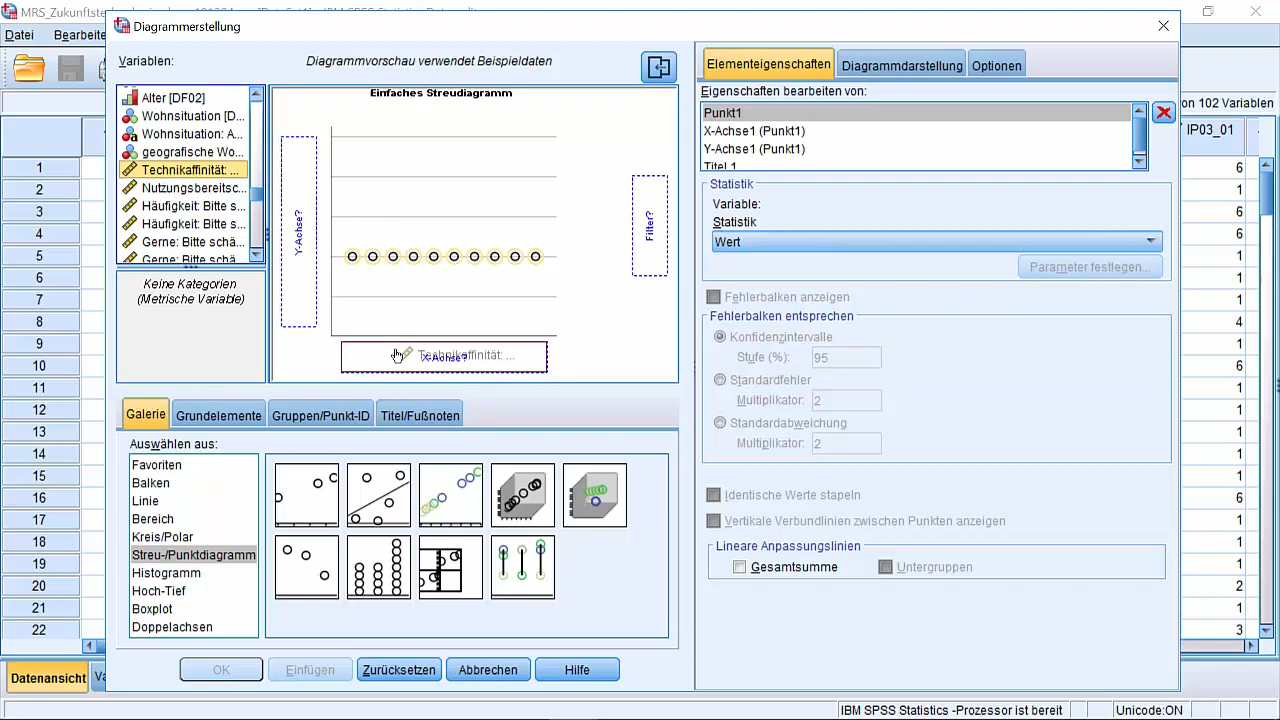 Diagrammerstellung
Datei
Bearbeite
Variablen:
Diagrammvorschau verwendet Beispieldaten
Alter [DF02]
Wohnsituation [D...
Wohnsituation: A...
geografische Wo...
Technikaffinität: ...
Nutzungsbereitsc...
Häufigkeit: Bitte s...
Häufigkeit: Bitte s...
Gerne: Bitte schä...
Gerne: Bitte schä...
Keine Kategorien
(Metrische Variable)
Einfaches Streudiagramm
Y-Achse?
Filter?
Technikaffinität: ...
X-Achse?
Galerie
Grundelemente
Gruppen/Punkt-ID
Titel/Fußnoten
Auswählen aus:
Favoriten
Balken
Linie
Bereich
Kreis/Polar
Streu-/Punktdiagramm
Histogramm
Hoch-Tief
Boxplot
Doppelachsen
OK
Einfügen
Zurücksetzen
Abbrechen
Hilfe
Elementeigenschaften
Diagrammdarstellung
Optionen
Eigenschaften bearbeiten von:
Punkt1
X-Achse1 (Punkt1)
Y-Achse1 (Punkt1)
Titel 1
Statistik
Variable:
Statistik
Wert
Parameter festlegen...
Fehlerbalken anzeigen
Fehlerbalken entsprechen
Konfidenzintervalle
Stufe (%): 95
Standardfehler
Multiplikator: 2
Standardabweichung
Multiplikator: 2
Identische Werte stapeln
Vertikale Verbundlinien zwischen Punkten anzeigen
Lineare Anpassungslinien
Gesamtsumme
Untergruppen
on 102 Variablen
IP03_01
1 6
2 1
3 6
4 6
5 6
6 1
7 1
8 4
9 1
10 6
11 1
12 1
13 1
14 1
15 1
16 6
17 1
18 1
19 1
20 2
21 1
22 3
Datenansicht
Va
IBM SPSS Statistics -Prozessor ist bereit
Unicode:ON